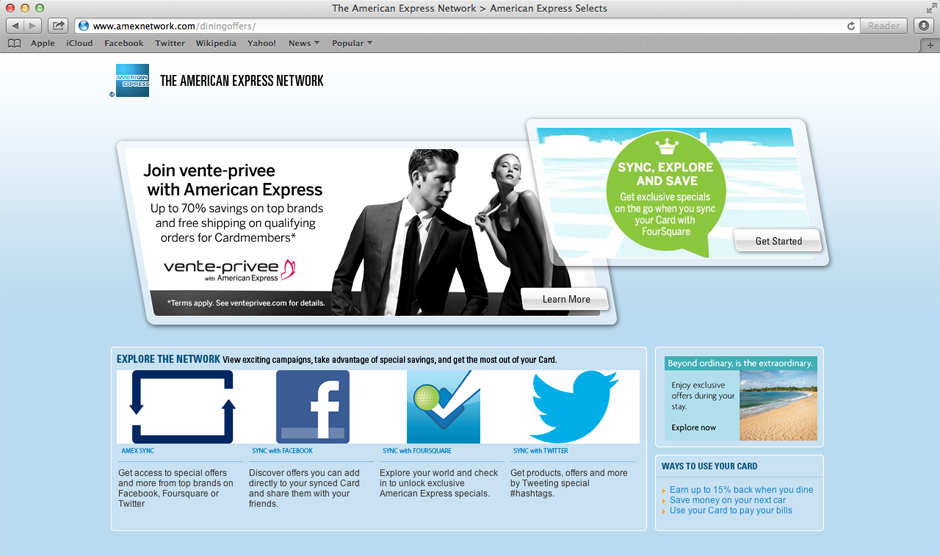 The American Express Network > American Express Selects
www.amexnetwork.com/diningoffers/
Reader
Apple iCloud Facebook Twitter Wikipedia Yahoo! News Popular
AMERICAN EXPRESS
®
THE AMERICAN EXPRESS NETWORK
Join vente-privee
with American Express
Up to 70% savings on top brands
and free shipping on qualifying
orders for Cardmembers*
vente-privee
with American Express
*Terms apply. See venteprivee.com for details.
Learn More
SYNC, EXPLORE
AND SAVE
Get exclusive specials
on the go when you sync
your Card with
FourSquare
Get Started
EXPLORE THE NETWORK View exciting campaigns, take advantage of special savings, and get the most out of your Card.
AMEX SYNC
Get access to special offers
and more from top brands on
Facebook, Foursquare or
Twitter
SYNC with FACEBOOK
Discover offers you can add
directly to your synced Card
and share them with your
friends.
SYNC with FOURSQUARE
Explore your world and check
in to unlock exclusive
American Express specials.
SYNC with TWITTER
Get products, offers and more
by Tweeting special
#hashtags.
Beyond ordinary, is the extraordinary.
Enjoy exclusive
offers during your
stay.
Explore now
WAYS TO USE YOUR CARD
Earn up to 15% back when you dine
Save money on your next car
Use your Card to pay your bills